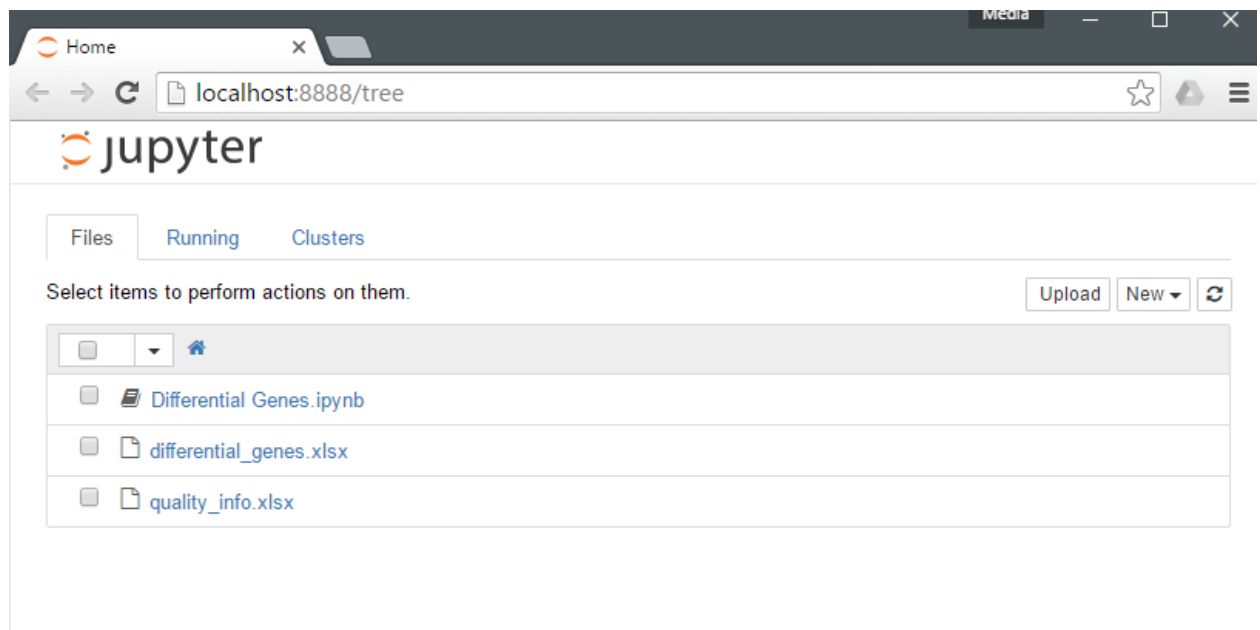 Media
Home
localhost:8888/tree
jupyter
Files Running Clusters
Select items to perform actions on them.
Upload New
Differential Genes.ipynb
differential_genes.xlsx
quality_info.xlsx